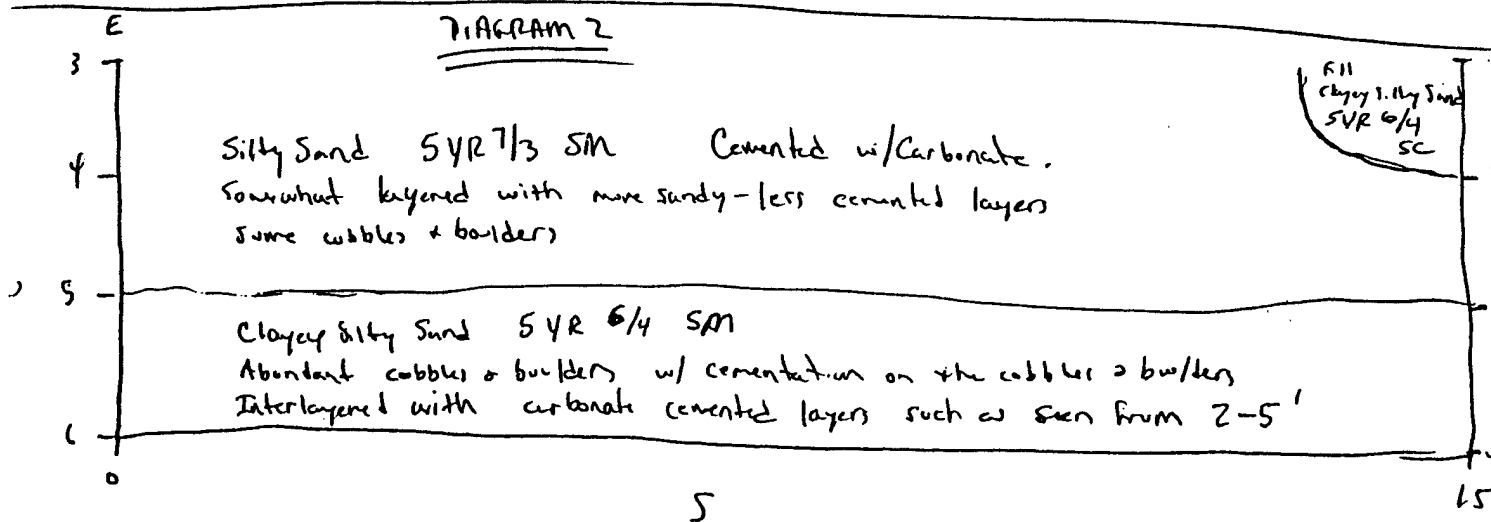 E
DIAGRAM 2
3
Fill
Clayey Silty Sand
5YR 6/4
SC
Silty Sand 5YR 7/3 SM Cemented w/Carbonate.
4
Somewhat layered with more sandy-less cemented layers
Some cobbles & boulders
5
Clayey Silty Sand 5YR 6/4 SM
Abundant cobbles & boulders w/ cementation on the cobbles & boulders
Interlayered with carbonate cemented layers such as seen from 2-5'
6
0
S
15